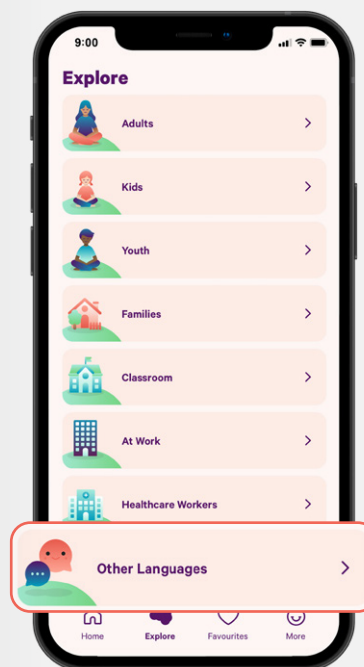 9:00
Explore
Adults
Kids
Youth
Families
Classroom
At Work
Healthcare Workers
Other Languages
Home Explore Favourites More